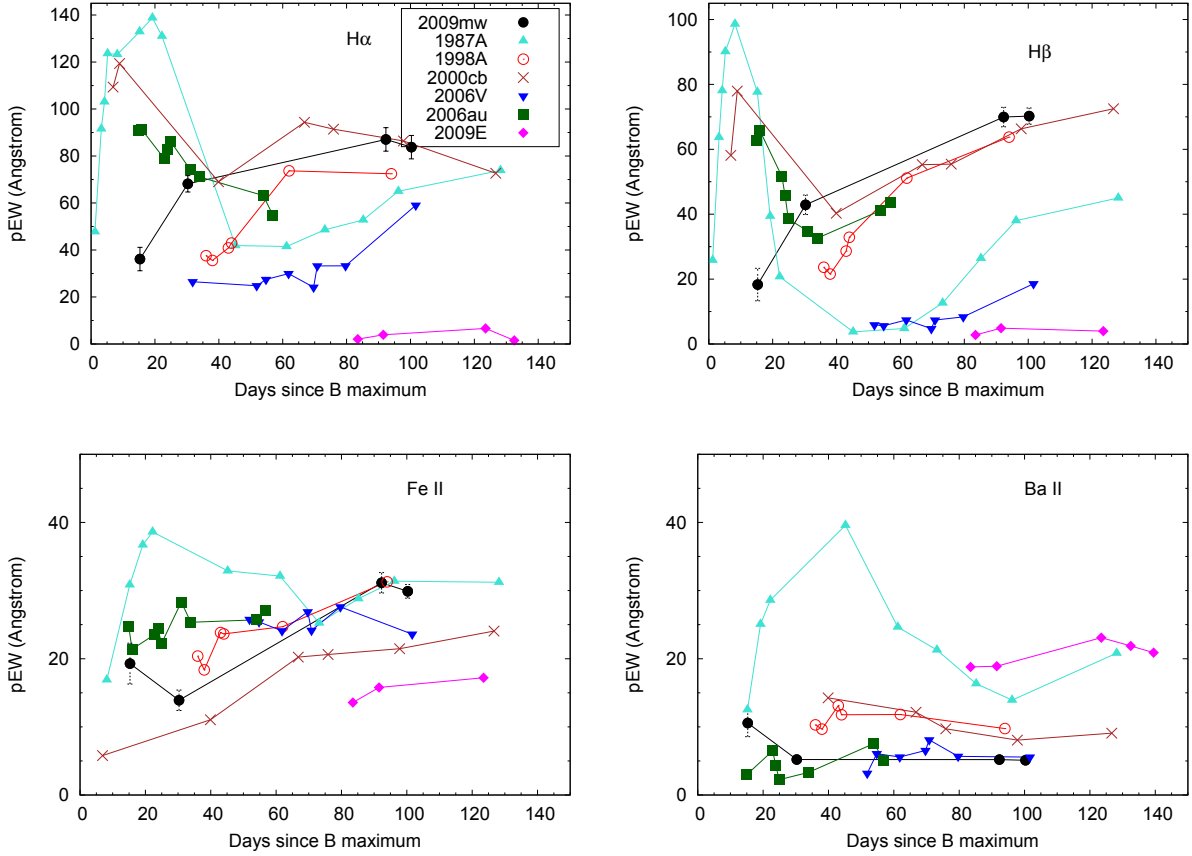 140
120
100
80
60
40
20
0
pEW (Angstrom)
Hα
2009mw
1987A
1998A
2000cb
2006V
2006au
2009E
0 20 40 60 80 100 120 140
Days since B maximum
100
80
60
40
20
0
pEW (Angstrom)
Hβ
0 20 40 60 80 100 120 140
Days since B maximum
40
20
0
pEW (Angstrom)
Fe II
0 20 40 60 80 100 120 140
Days since B maximum
40
20
0
pEW (Angstrom)
Ba II
0 20 40 60 80 100 120 140
Days since B maximum